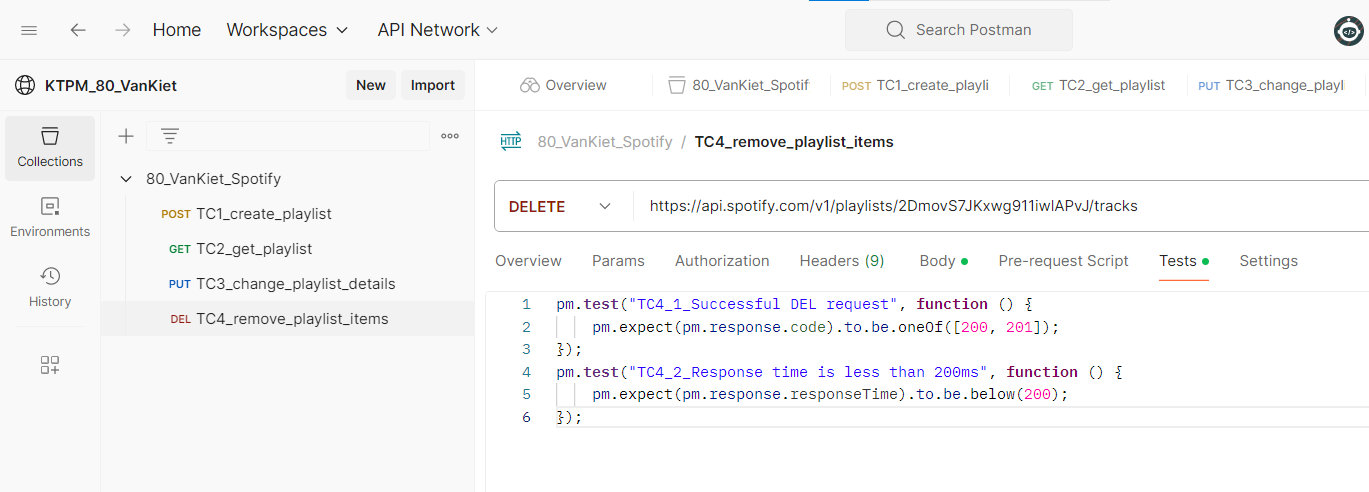 Home Workspaces API Network Search Postman
KTPM_80_VanKiet New Import
Overview 80_VanKiet_Spotif POST TC1_create_playli GET TC2_get_playlist PUT TC3_change_playl
Collections
Environments
History
80_VanKiet_Spotify
POST TC1_create_playlist
GET TC2_get_playlist
PUT TC3_change_playlist_details
DEL TC4_remove_playlist_items
HTTP 80_VanKiet_Spotify / TC4_remove_playlist_items
DELETE https://api.spotify.com/v1/playlists/2DmovS7JKxwg911iwIAPvJ/tracks
Overview Params Authorization Headers (9) Body Pre-request Script Tests Settings
1 pm.test("TC4_1_Successful DEL request", function () {
2 pm.expect(pm.response.code).to.be.oneOf([200, 201]);
3 });
4 pm.test("TC4_2_Response time is less than 200ms", function () {
5 pm.expect(pm.response.responseTime).to.be.below(200);
6 });